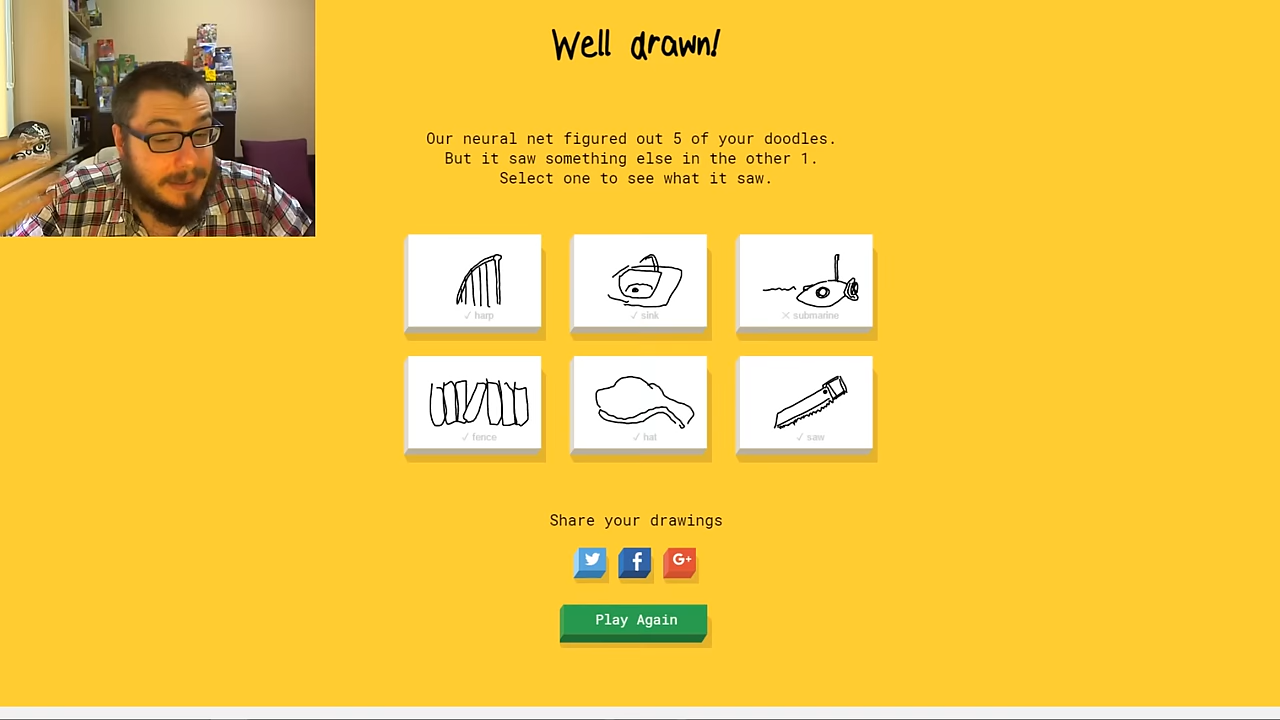 Well drawn!
Our neural net figured out 5 of your doodles.
But it saw something else in the other 1.
Select one to see what it saw.
✓ harp
✓ sink
✕ submarine
✓ fence
✓ hat
✓ saw
Share your drawings
G+
Play Again